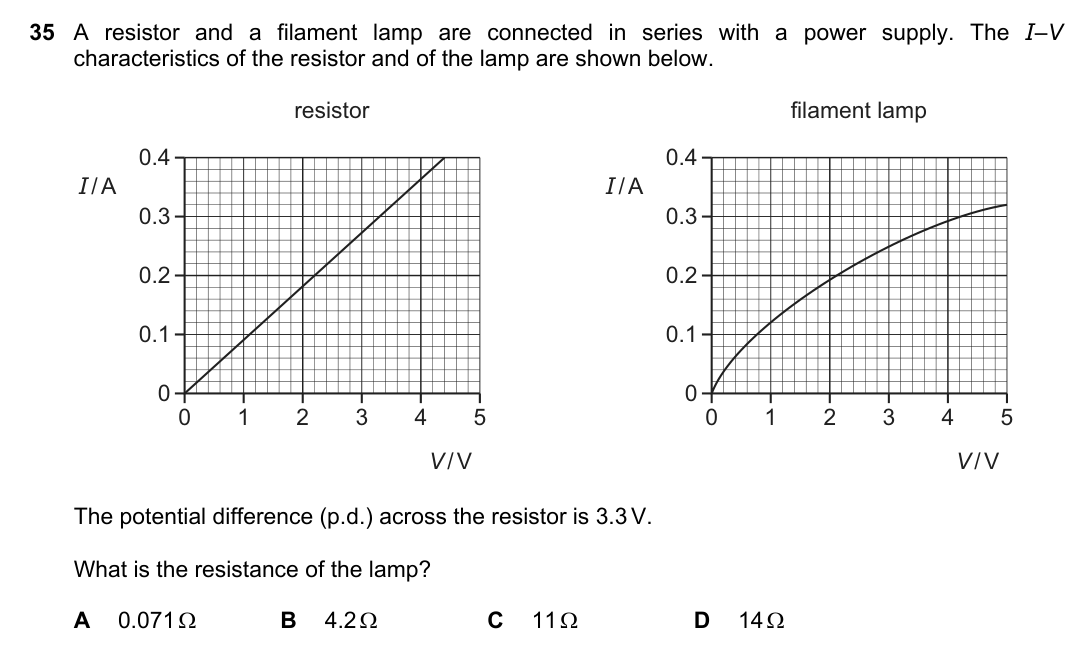 35 A resistor and a filament lamp are connected in series with a power supply. The I–V
characteristics of the resistor and of the lamp are shown below.
resistor
filament lamp
0.4
I/A
0.3
0.2
0.1
0
0 1 2 3 4 5
V/V
0.4
I/A
0.3
0.2
0.1
0
0 1 2 3 4 5
V/V
The potential difference (p.d.) across the resistor is 3.3 V.
What is the resistance of the lamp?
A 0.071 Ω B 4.2 Ω C 11 Ω D 14 Ω